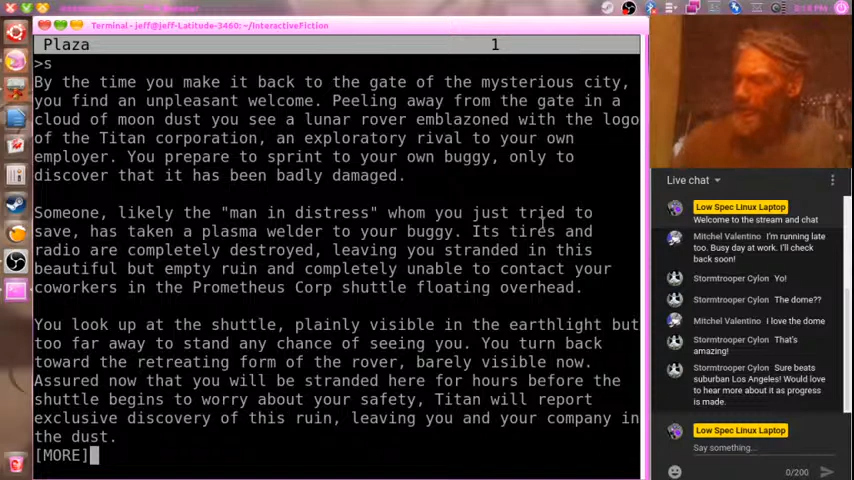 Terminal - jeff@jeff-Latitude-3460: ~/InteractiveFiction
Plaza 1
>s
By the time you make it back to the gate of the mysterious city,
you find an unpleasant welcome. Peeling away from the gate in a
cloud of moon dust you see a lunar rover emblazoned with the logo
of the Titan corporation, an exploratory rival to your own
employer. You prepare to sprint to your own buggy, only to
discover that it has been badly damaged.
Someone, likely the "man in distress" whom you just tried to
save, has taken a plasma welder to your buggy. Its tires and
radio are completely destroyed, leaving you stranded in this
beautiful but empty ruin and completely unable to contact your
coworkers in the Prometheus Corp shuttle floating overhead.
You look up at the shuttle, plainly visible in the earthlight but
too far away to stand any chance of seeing you. You turn back
toward the retreating form of the rover, barely visible now.
Assured now that you will be stranded here for hours before the
shuttle begins to worry about your safety, Titan will report
exclusive discovery of this ruin, leaving you and your company in
the dust.
[MORE]
Live chat
Low Spec Linux Laptop
Welcome to the stream and chat
Mitchel Valentino I'm running late
too. Busy day at work. I'll check
back soon!
Stormtrooper Cylon Yo!
Stormtrooper Cylon The dome??
Mitchel Valentino I love the dome
Stormtrooper Cylon That's
amazing!
Stormtrooper Cylon Sure beats
suburban Los Angeles! Would love
to hear more about it as progress
is made.
Low Spec Linux Laptop
Say something...
0/200